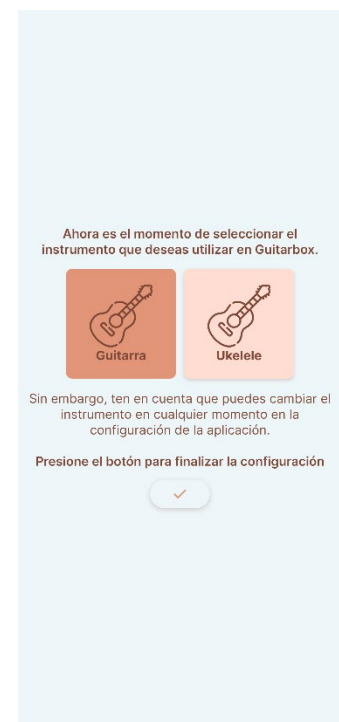 Ahora es el momento de seleccionar el
instrumento que deseas utilizar en Guitarbox.
Guitarra
Ukelele
Sin embargo, ten en cuenta que puedes cambiar el
instrumento en cualquier momento en la
configuración de la aplicación.
Presione el botón para finalizar la configuración